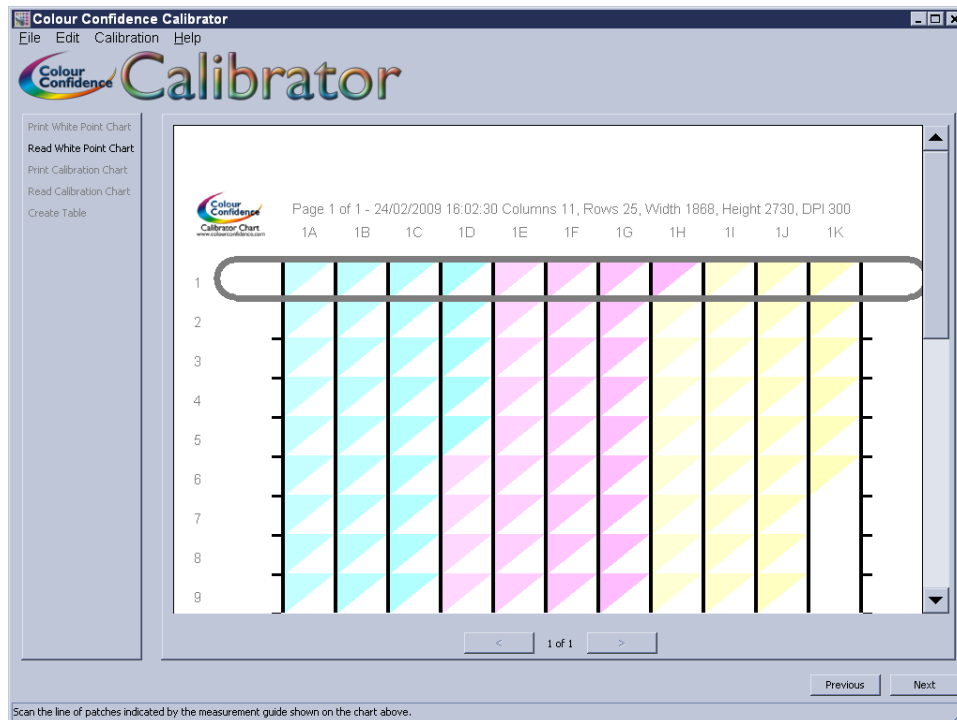 Colour Confidence Calibrator
File Edit Calibration Help
Colour
Confidence
Calibrator
Print White Point Chart
Read White Point Chart
Print Calibration Chart
Read Calibration Chart
Create Table
Colour
Confidence
Calibrator Chart
www.colourconfidence.com
Page 1 of 1 - 24/02/2009 16:02:30 Columns 11, Rows 25, Width 1868, Height 2730, DPI 300
1A 1B 1C 1D 1E 1F 1G 1H 1I 1J 1K
1
2
3
4
5
6
7
8
9
< 1 of 1 >
Previous Next
Scan the line of patches indicated by the measurement guide shown on the chart above.